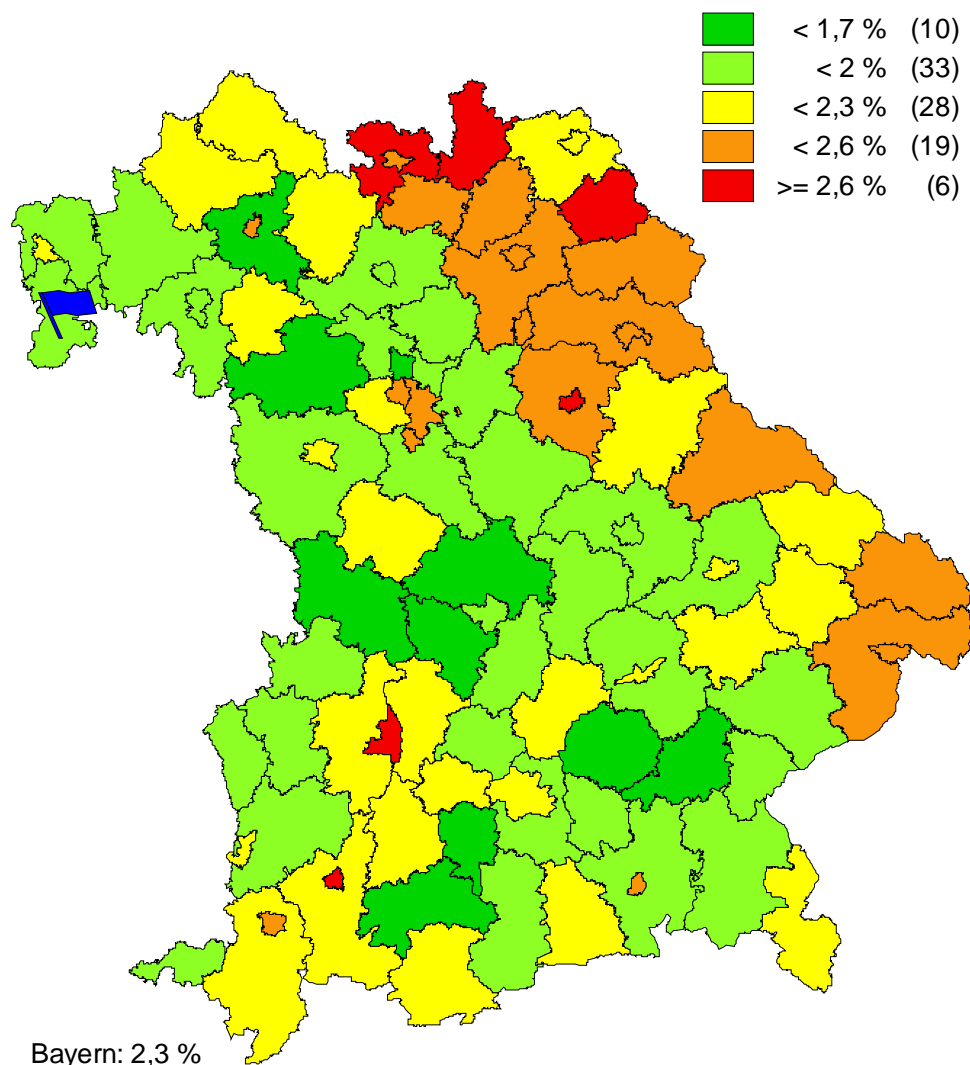 < 1,7 % (10)
< 2 % (33)
< 2,3 % (28)
< 2,6 % (19)
>= 2,6 % (6)
Bayern: 2,3 %